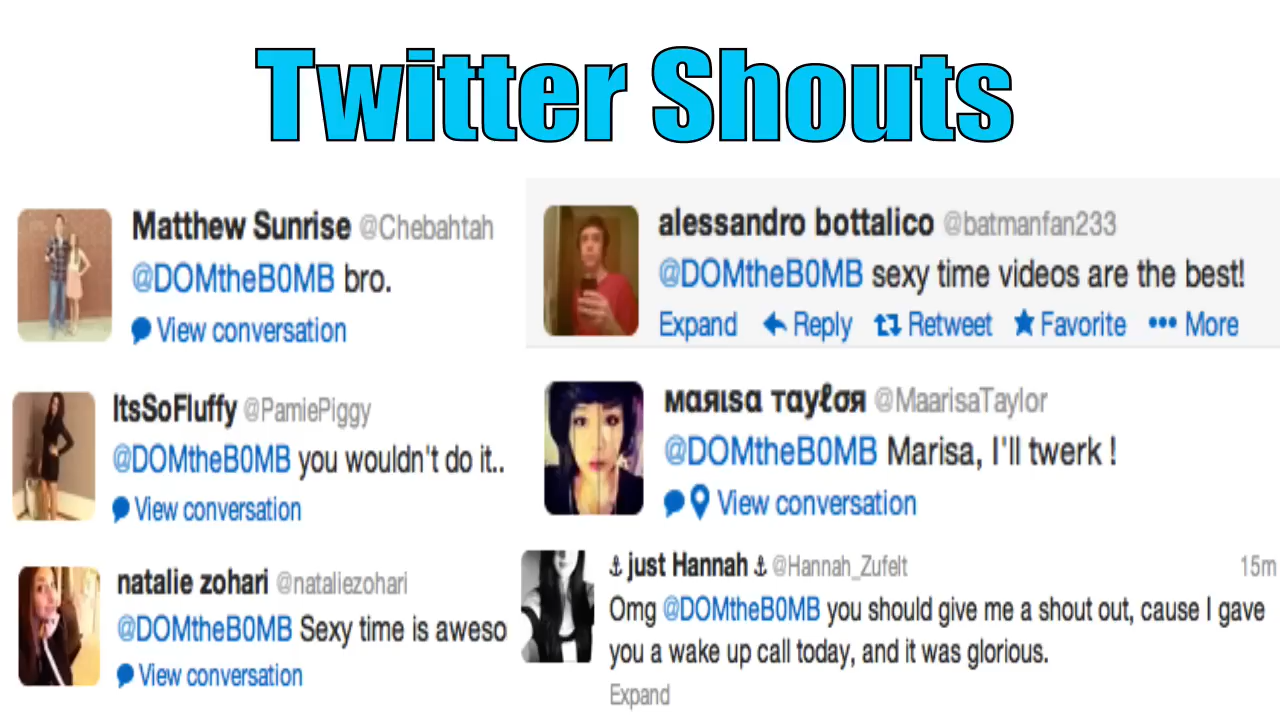 Twitter Shouts
Matthew Sunrise @Chebahtah
@DOMtheB0MB bro.
View conversation
alessandro bottalico @batmanfan233
@DOMtheB0MB sexy time videos are the best!
Expand Reply Retweet Favorite ••• More
ItsSoFluffy @PamiePiggy
@DOMtheB0MB you wouldn't do it..
View conversation
мαяιѕα тαуℓσя @MaarisaTaylor
@DOMtheB0MB Marisa, I'll twerk !
View conversation
natalie zohari @nataliezohari
@DOMtheB0MB Sexy time is aweso
View conversation
⚓ just Hannah ⚓ @Hannah_Zufelt 15m
Omg @DOMtheB0MB you should give me a shout out, cause I gave
you a wake up call today, and it was glorious.
Expand